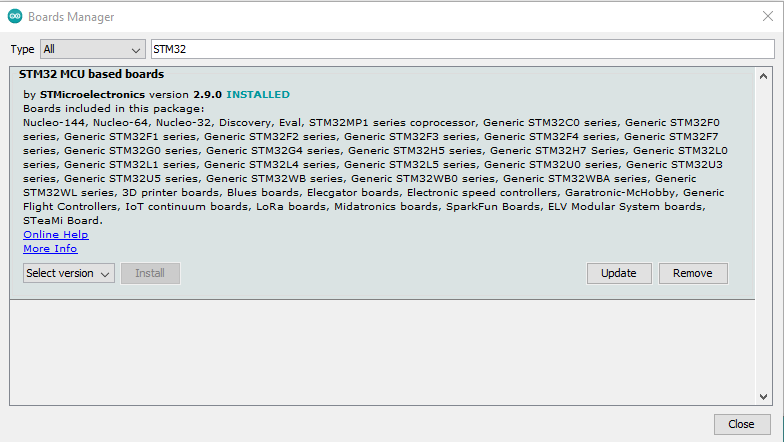 Boards Manager
Type All STM32
STM32 MCU based boards
by STMicroelectronics version 2.9.0 INSTALLED
Boards included in this package:
Nucleo-144, Nucleo-64, Nucleo-32, Discovery, Eval, STM32MP1 series coprocessor, Generic STM32C0 series, Generic STM32F0
series, Generic STM32F1 series, Generic STM32F2 series, Generic STM32F3 series, Generic STM32F4 series, Generic STM32F7
series, Generic STM32G0 series, Generic STM32G4 series, Generic STM32H5 series, Generic STM32H7 Series, Generic STM32L0
series, Generic STM32L1 series, Generic STM32L4 series, Generic STM32L5 series, Generic STM32U0 series, Generic STM32U3
series, Generic STM32U5 series, Generic STM32WB series, Generic STM32WB0 series, Generic STM32WBA series, Generic
STM32WL series, 3D printer boards, Blues boards, Elecgator boards, Electronic speed controllers, Garatronic-McHobby, Generic
Flight Controllers, IoT continuum boards, LoRa boards, Midatronics boards, SparkFun Boards, ELV Modular System boards,
STeaMi Board.
Online Help
More Info
Select version Install Update Remove
Close